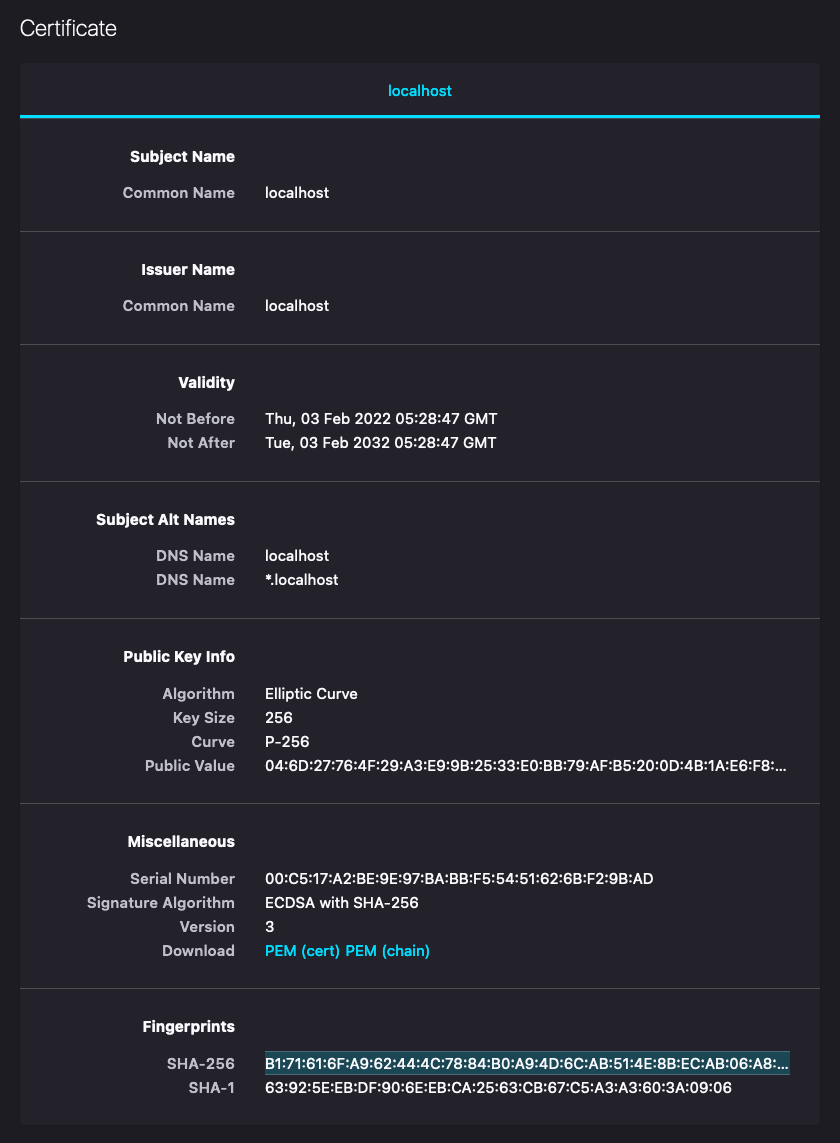 Certificate
localhost
Subject Name
Common Name localhost
Issuer Name
Common Name localhost
Validity
Not Before Thu, 03 Feb 2022 05:28:47 GMT
Not After Tue, 03 Feb 2032 05:28:47 GMT
Subject Alt Names
DNS Name localhost
DNS Name *.localhost
Public Key Info
Algorithm Elliptic Curve
Key Size 256
Curve P-256
Public Value 04:6D:27:76:4F:29:A3:E9:9B:25:33:E0:BB:79:AF:B5:20:0D:4B:1A:E6:F8:...
Miscellaneous
Serial Number 00:C5:17:A2:BE:9E:97:BA:BB:F5:54:51:62:6B:F2:9B:AD
Signature Algorithm ECDSA with SHA-256
Version 3
Download PEM (cert) PEM (chain)
Fingerprints
SHA-256 B1:71:61:6F:A9:62:44:4C:78:84:B0:A9:4D:6C:AB:51:4E:8B:EC:AB:06:A8:...
SHA-1 63:92:5E:EB:DF:90:6E:EB:CA:25:63:CB:67:C5:A3:A3:60:3A:09:06